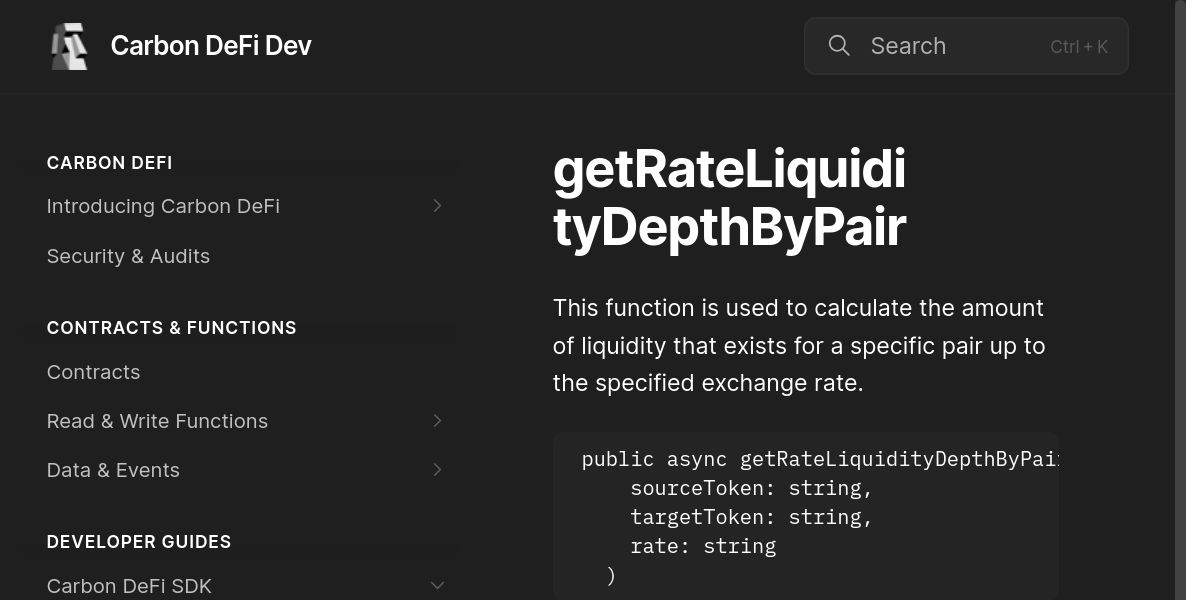 Carbon DeFi Dev
Search
Ctrl + K
CARBON DEFI
Introducing Carbon DeFi
Security & Audits
CONTRACTS & FUNCTIONS
Contracts
Read & Write Functions
Data & Events
DEVELOPER GUIDES
Carbon DeFi SDK
getRateLiquidi
tyDepthByPair
This function is used to calculate the amount
of liquidity that exists for a specific pair up to
the specified exchange rate.
public async getRateLiquidityDepthByPair
sourceToken: string,
targetToken: string,
rate: string
)